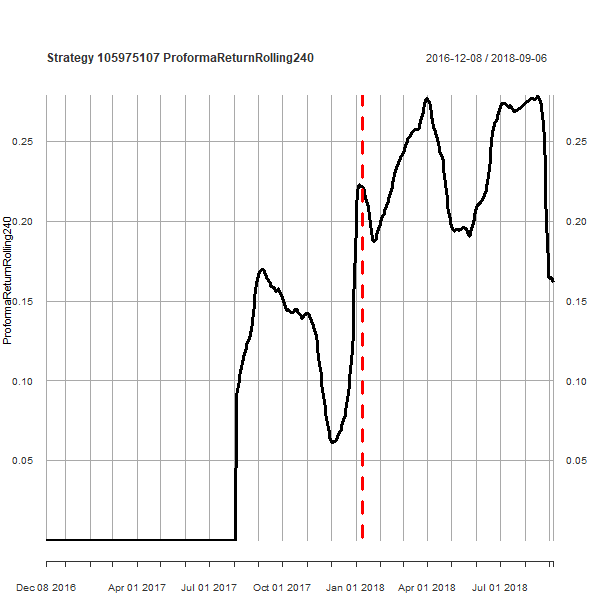 Strategy 105975107 ProformaReturnRolling240
2016-12-08 / 2018-09-06
ProformaReturnRolling240
0.25
0.20
0.15
0.10
0.05
0.25
0.20
0.15
0.10
0.05
Dec 08 2016
Apr 01 2017
Jul 01 2017
Oct 01 2017
Jan 01 2018
Apr 01 2018
Jul 01 2018